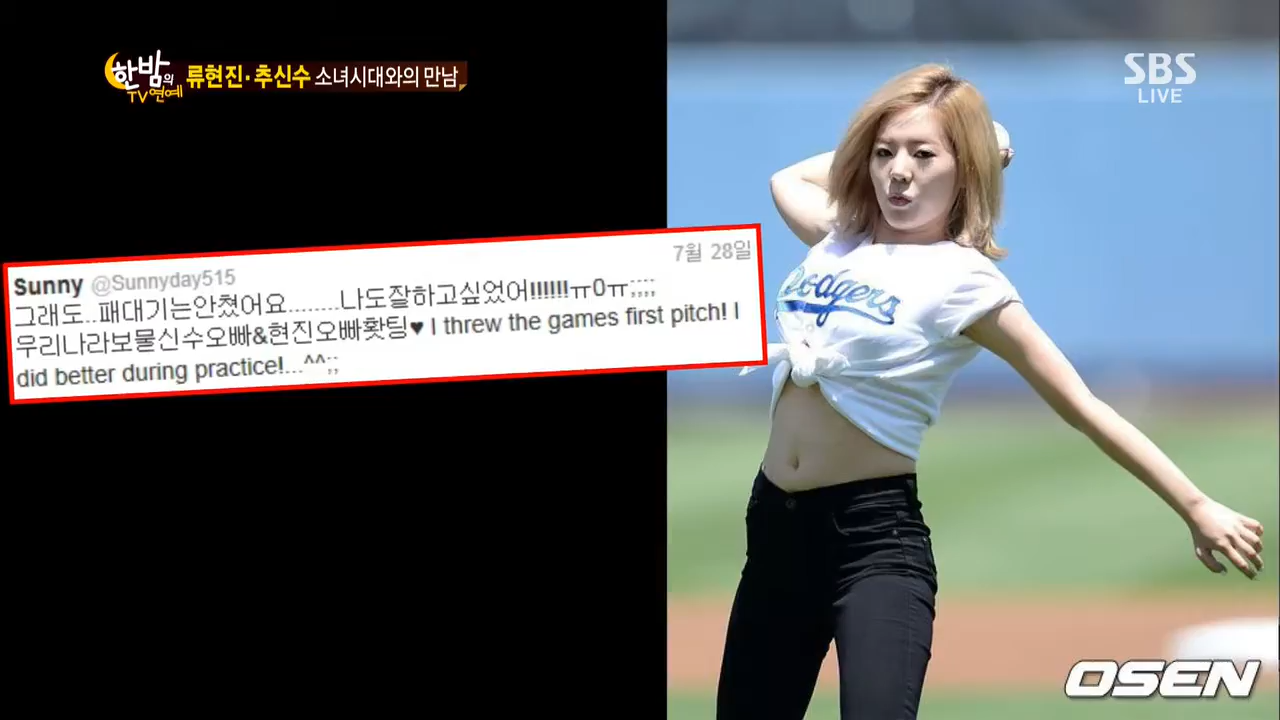 한밤의
TV연예
류현진·추신수 소녀시대와의 만남
SBS
LIVE
Sunny @Sunnyday515
7월 28일
그래도..패대기는안쳤어요........나도잘하고싶었어!!!!!!!ㅠ0ㅠ;;;;
우리나라보물신수오빠&현진오빠홧팅♥ I threw the games first pitch! I
did better during practice!...^^;;
Dodgers
OSEN